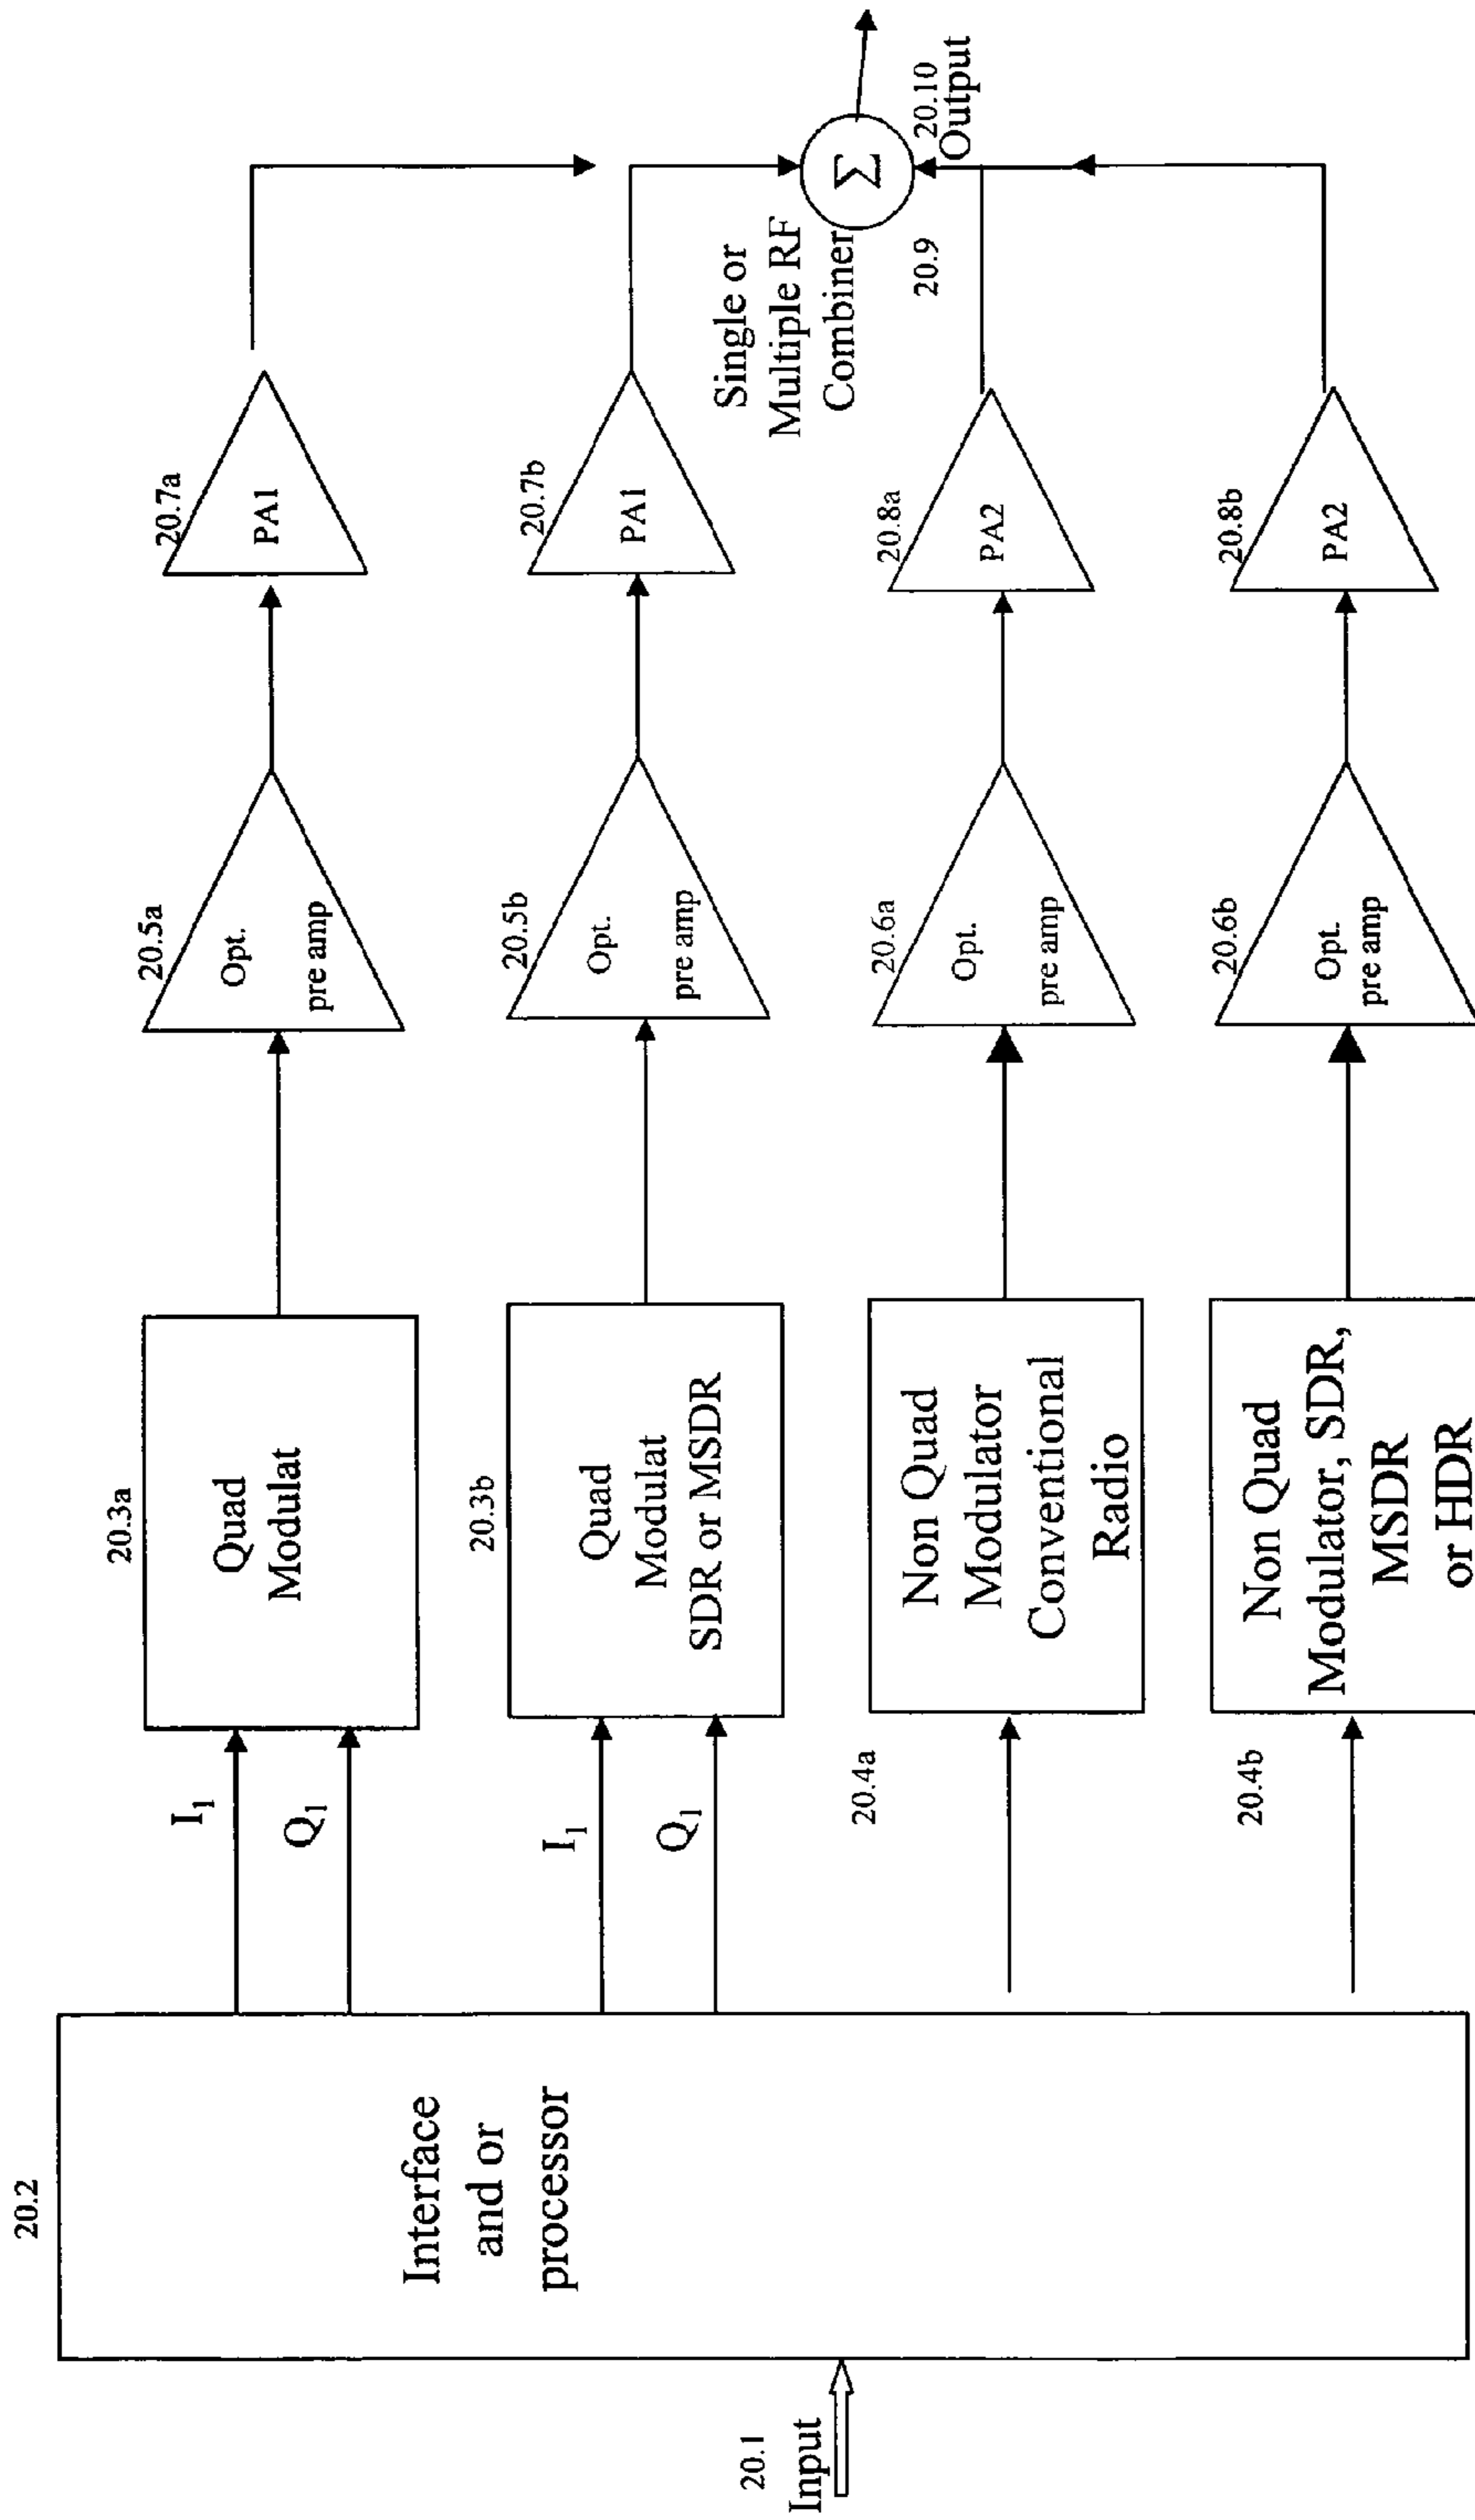 20.1
Input
20.2
Interface
and or
processor
I1
Q1
20.3a
Quad
Modulat
20.5a
Opt.
pre amp
20.7a
PA1
I1
Q1
20.3b
Quad
Modulat
SDR or MSDR
20.5b
Opt.
pre amp
20.7b
PA1
Single or
Multiple RF
Combiner
Σ
20.9
20.10
Output
20.4a
Non Quad
Modulator
Conventional
Radio
20.6a
Opt.
pre amp
20.8a
PA2
20.4b
Non Quad
Modulator, SDR,
MSDR
or HDR
20.6b
Opt.
pre amp
20.8b
PA2